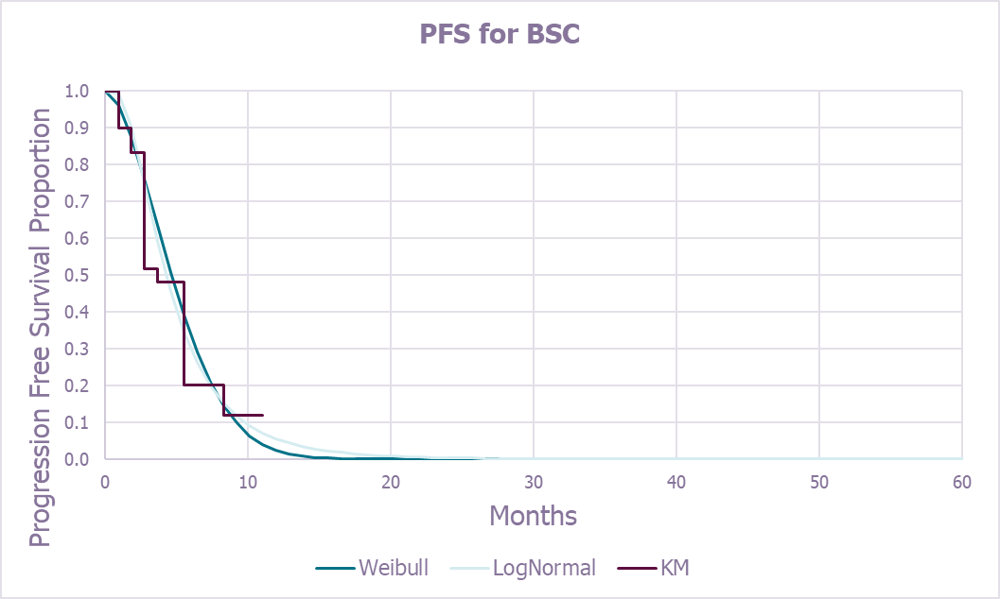 PFS for BSC
Progression Free Survival Proportion
1.0
0.9
0.8
0.7
0.6
0.5
0.4
0.3
0.2
0.1
0.0
0 10 20 30 40 50 60
Months
Weibull LogNormal KM